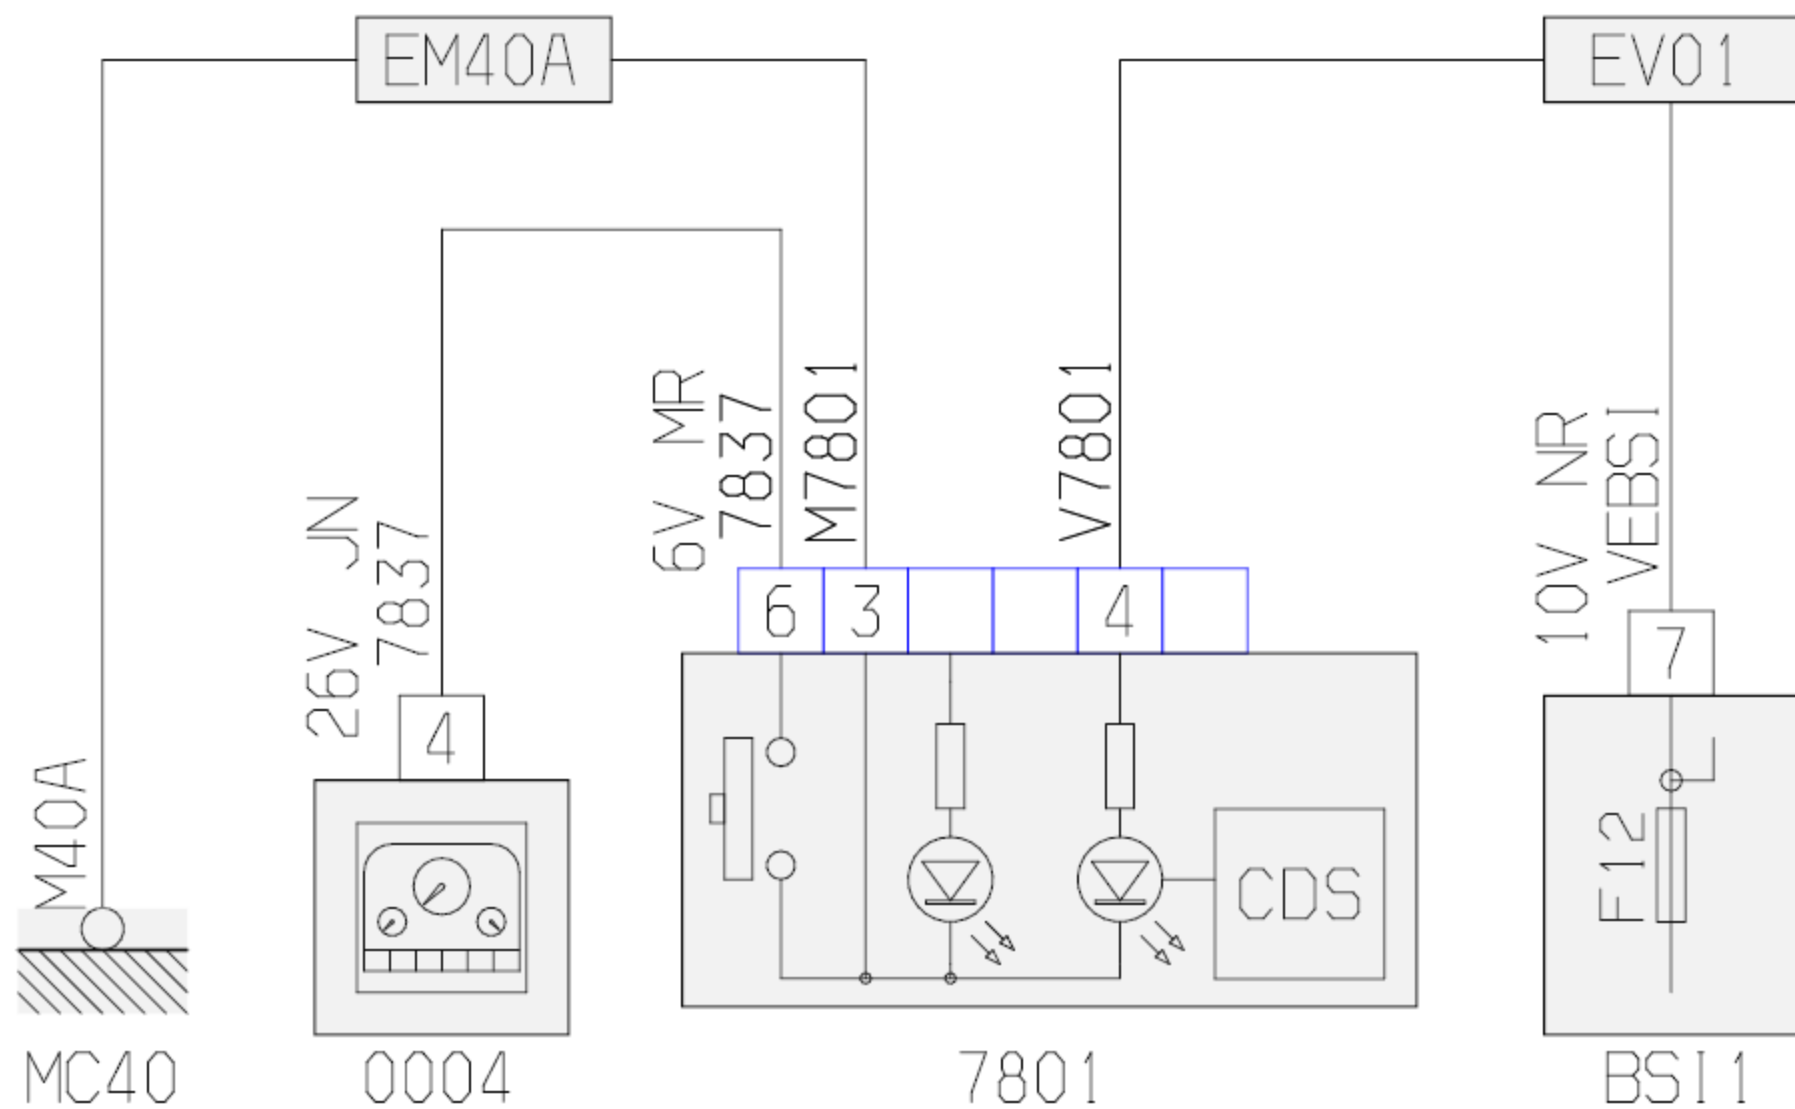 EM40A
EV01
6V MR
7837
M7801
V7801
10V NR
VEBSI
26V JN
7837
6
3
4
7
4
M40A
F12
CDS
MC40
0004
7801
BSI1